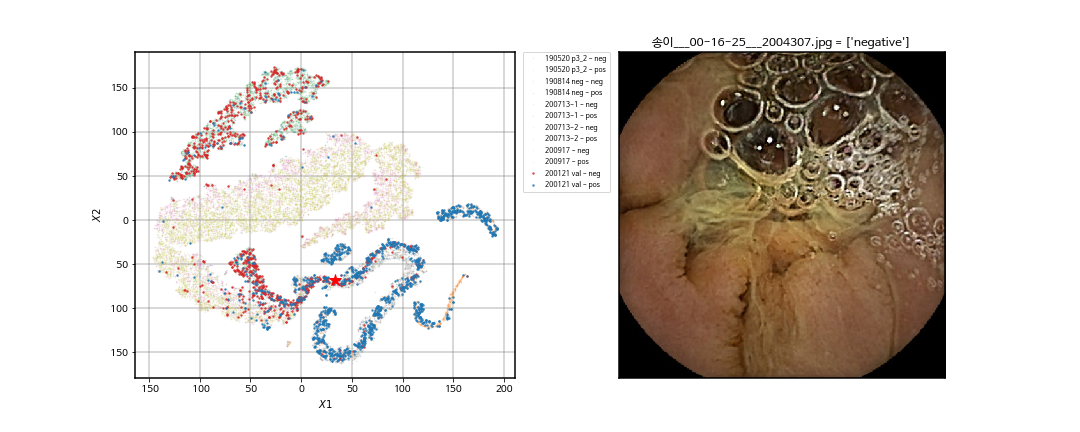 송이___00-16-25___2004307.jpg = ['negative']
190520 p3_2 - neg
190520 p3_2 - pos
190814 neg - neg
190814 neg - pos
200713-1 - neg
200713-1 - pos
200713-2 - neg
200713-2 - pos
200917 - neg
200917 - pos
200121 val - neg
200121 val - pos
150
100
50
0
50
100
150
X2
150
100
50
0
50
100
150
200
X1